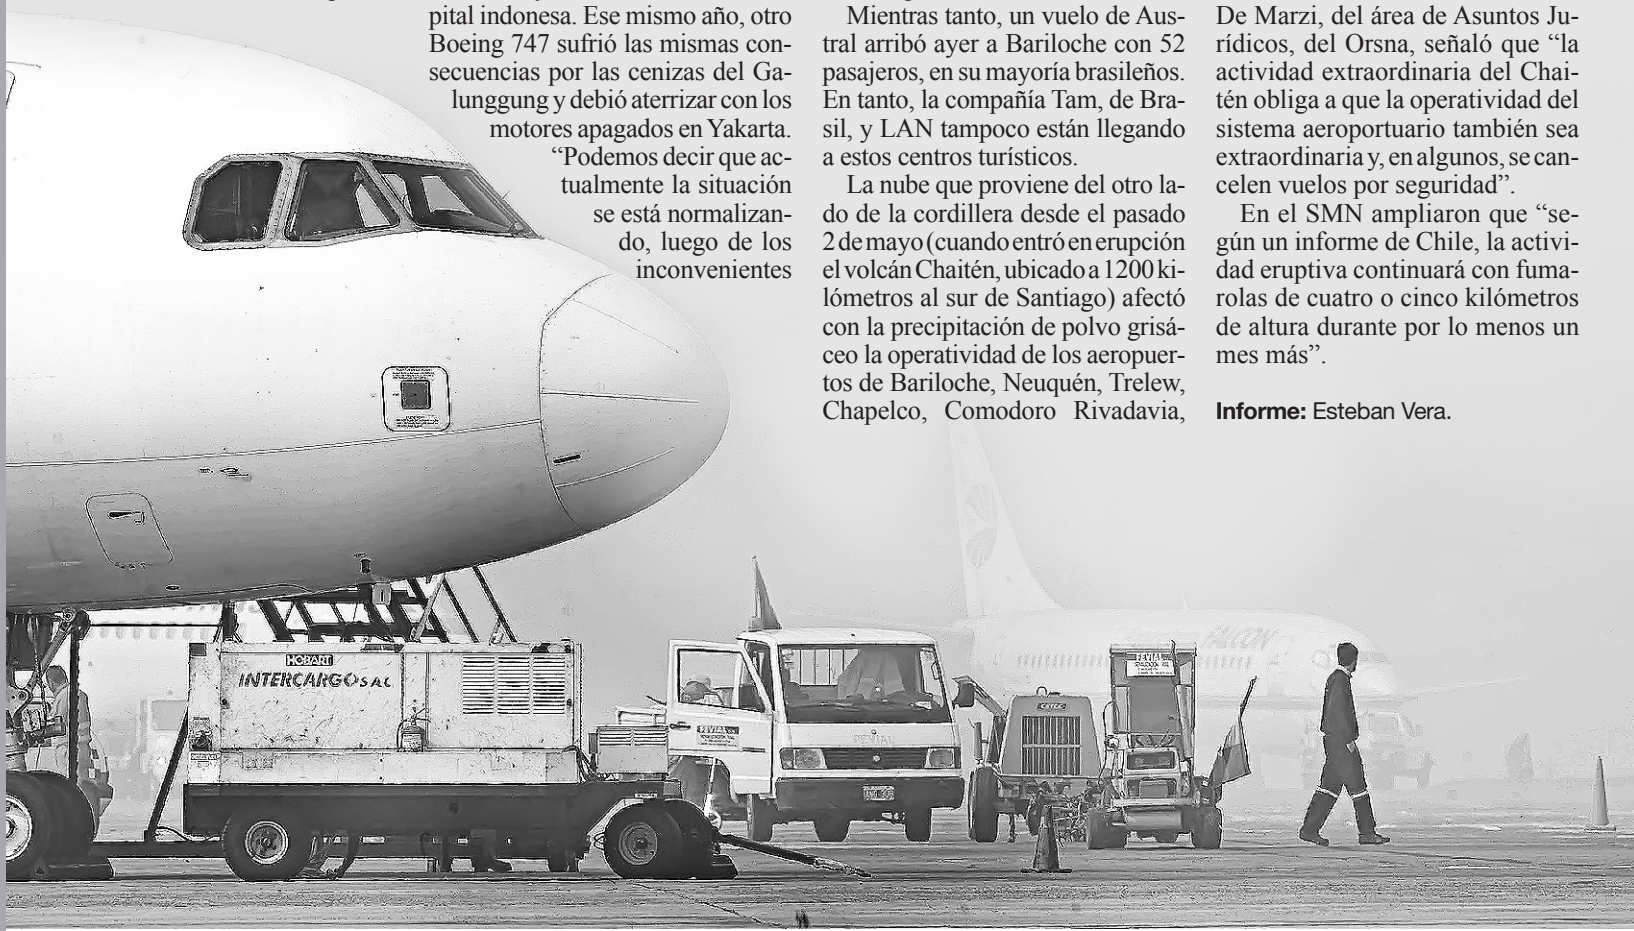 pital indonesa. Ese mismo año, otro
Boeing 747 sufrió las mismas con-
secuencias por las cenizas del Ga-
lunggung y debió aterrizar con los
motores apagados en Yakarta.
“Podemos decir que ac-
tualmente la situación
se está normalizan-
do, luego de los
inconvenientes
Mientras tanto, un vuelo de Aus-
tral arribó ayer a Bariloche con 52
pasajeros, en su mayoría brasileños.
En tanto, la compañía Tam, de Bra-
sil, y LAN tampoco están llegando
a estos centros turísticos.
La nube que proviene del otro la-
do de la cordillera desde el pasado
2 de mayo (cuando entró en erupción
el volcán Chaitén, ubicado a 1200 ki-
lómetros al sur de Santiago) afectó
con la precipitación de polvo grisá-
ceo la operatividad de los aeropuer-
tos de Bariloche, Neuquén, Trelew,
Chapelco, Comodoro Rivadavia,
De Marzi, del área de Asuntos Ju-
rídicos, del Orsna, señaló que “la
actividad extraordinaria del Chai-
tén obliga a que la operatividad del
sistema aeroportuario también sea
extraordinaria y, en algunos, se can-
celen vuelos por seguridad”.
En el SMN ampliaron que “se-
gún un informe de Chile, la activi-
dad eruptiva continuará con fuma-
rolas de cuatro o cinco kilómetros
de altura durante por lo menos un
mes más”.
Informe: Esteban Vera.
HOBART
INTERCARGO S.A.C.
FEVIAL
FEVIAL
FEVIAL
FALCON